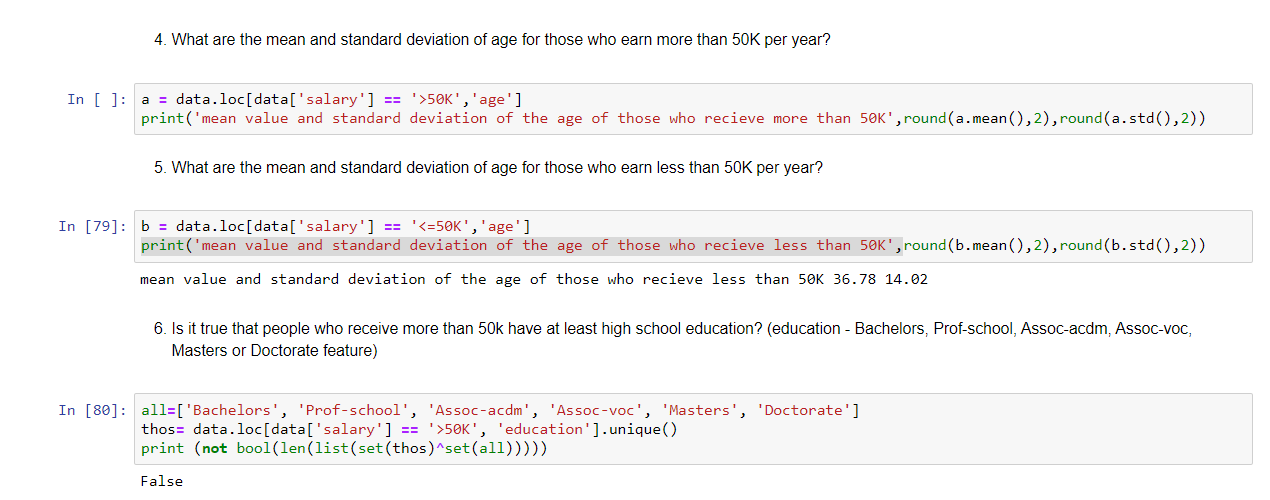 4. What are the mean and standard deviation of age for those who earn more than 50K per year?
In [ ]: a = data.loc[data['salary'] == '>50K','age']
print('mean value and standard deviation of the age of those who recieve more than 50K',round(a.mean(),2),round(a.std(),2))
5. What are the mean and standard deviation of age for those who earn less than 50K per year?
In [79]: b = data.loc[data['salary'] == '<=50K','age']
print('mean value and standard deviation of the age of those who recieve less than 50K',round(b.mean(),2),round(b.std(),2))
mean value and standard deviation of the age of those who recieve less than 50K 36.78 14.02
6. Is it true that people who receive more than 50k have at least high school education? (education - Bachelors, Prof-school, Assoc-acdm, Assoc-voc,
Masters or Doctorate feature)
In [80]: all=['Bachelors', 'Prof-school', 'Assoc-acdm', 'Assoc-voc', 'Masters', 'Doctorate']
thos= data.loc[data['salary'] == '>50K', 'education'].unique()
print (not bool(len(list(set(thos)^set(all)))))
False